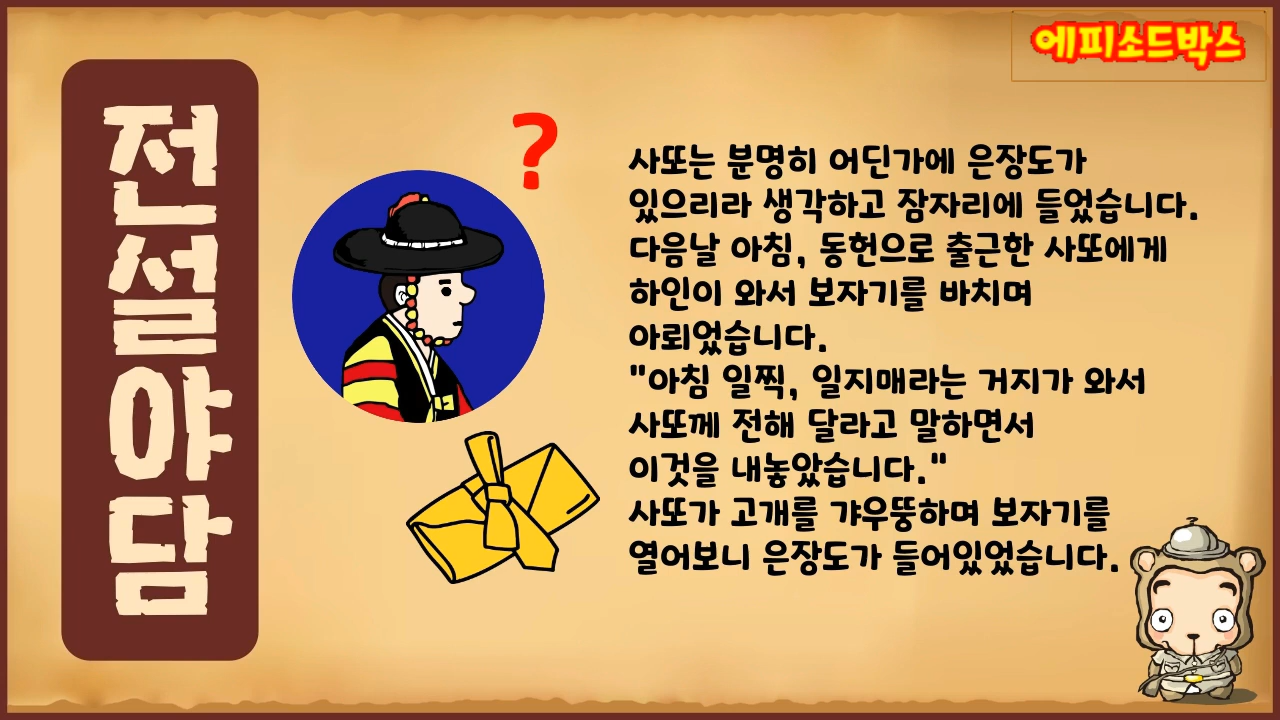 에피소드박스
전설야담
?
사또는 분명히 어딘가에 은장도가
있으리라 생각하고 잠자리에 들었습니다.
다음날 아침, 동헌으로 출근한 사또에게
하인이 와서 보자기를 바치며
아뢰었습니다.
"아침 일찍, 일지매라는 거지가 와서
사또께 전해 달라고 말하면서
이것을 내놓았습니다."
사또가 고개를 갸우뚱하며 보자기를
열어보니 은장도가 들어있었습니다.